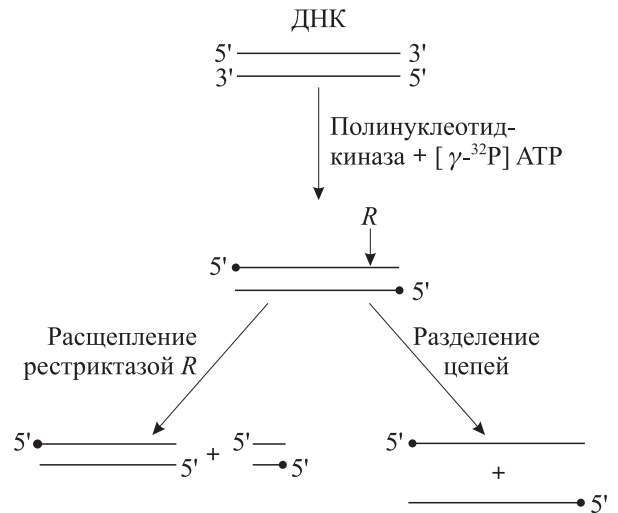 ДНК
5' 3'
3' 5'
Полинуклеотид-
киназа + [ γ-³²P] ATP
R
5'
5'
Расщепление
рестриктазой R
Разделение
цепей
5' 5' + 5' 5'
5'
+
5'